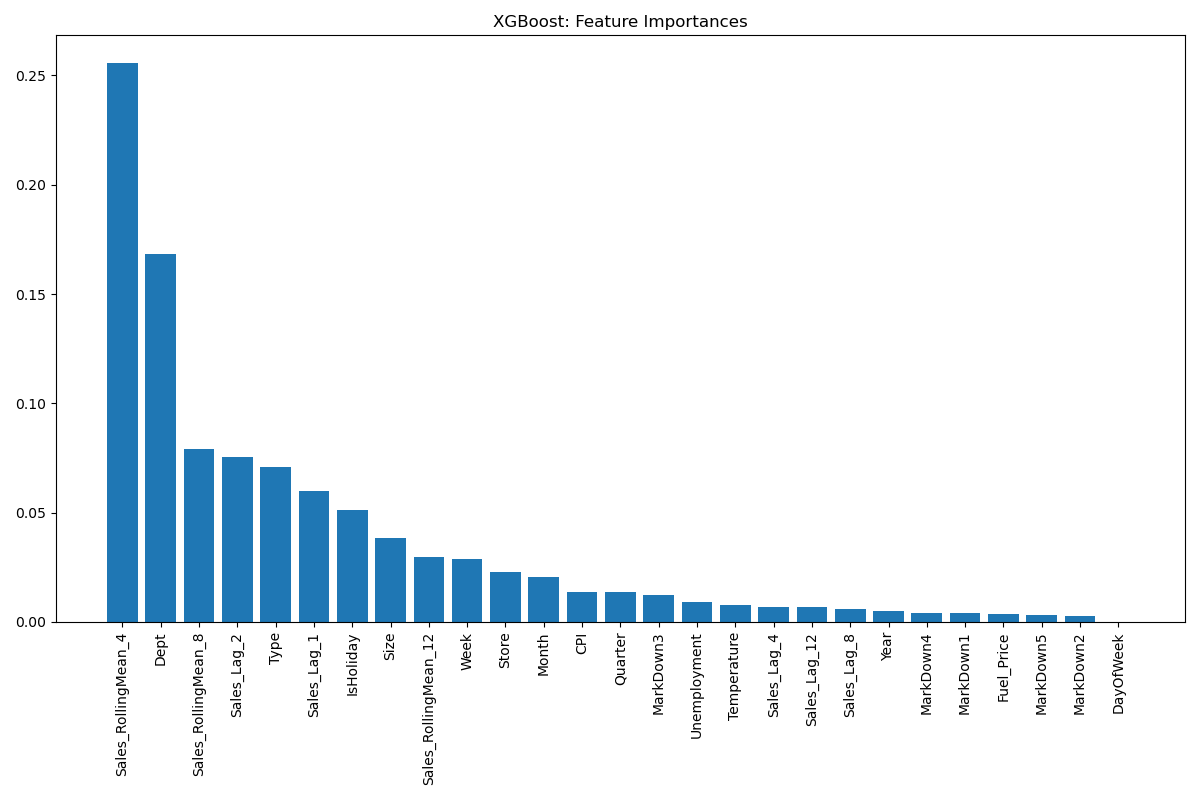 XGBoost: Feature Importances
0.25
0.20
0.15
0.10
0.05
0.00
Sales_RollingMean_4
Dept
Sales_RollingMean_8
Sales_Lag_2
Type
Sales_Lag_1
IsHoliday
Size
Sales_RollingMean_12
Week
Store
Month
CPI
Quarter
MarkDown3
Unemployment
Temperature
Sales_Lag_4
Sales_Lag_12
Sales_Lag_8
Year
MarkDown4
MarkDown1
Fuel_Price
MarkDown5
MarkDown2
DayOfWeek